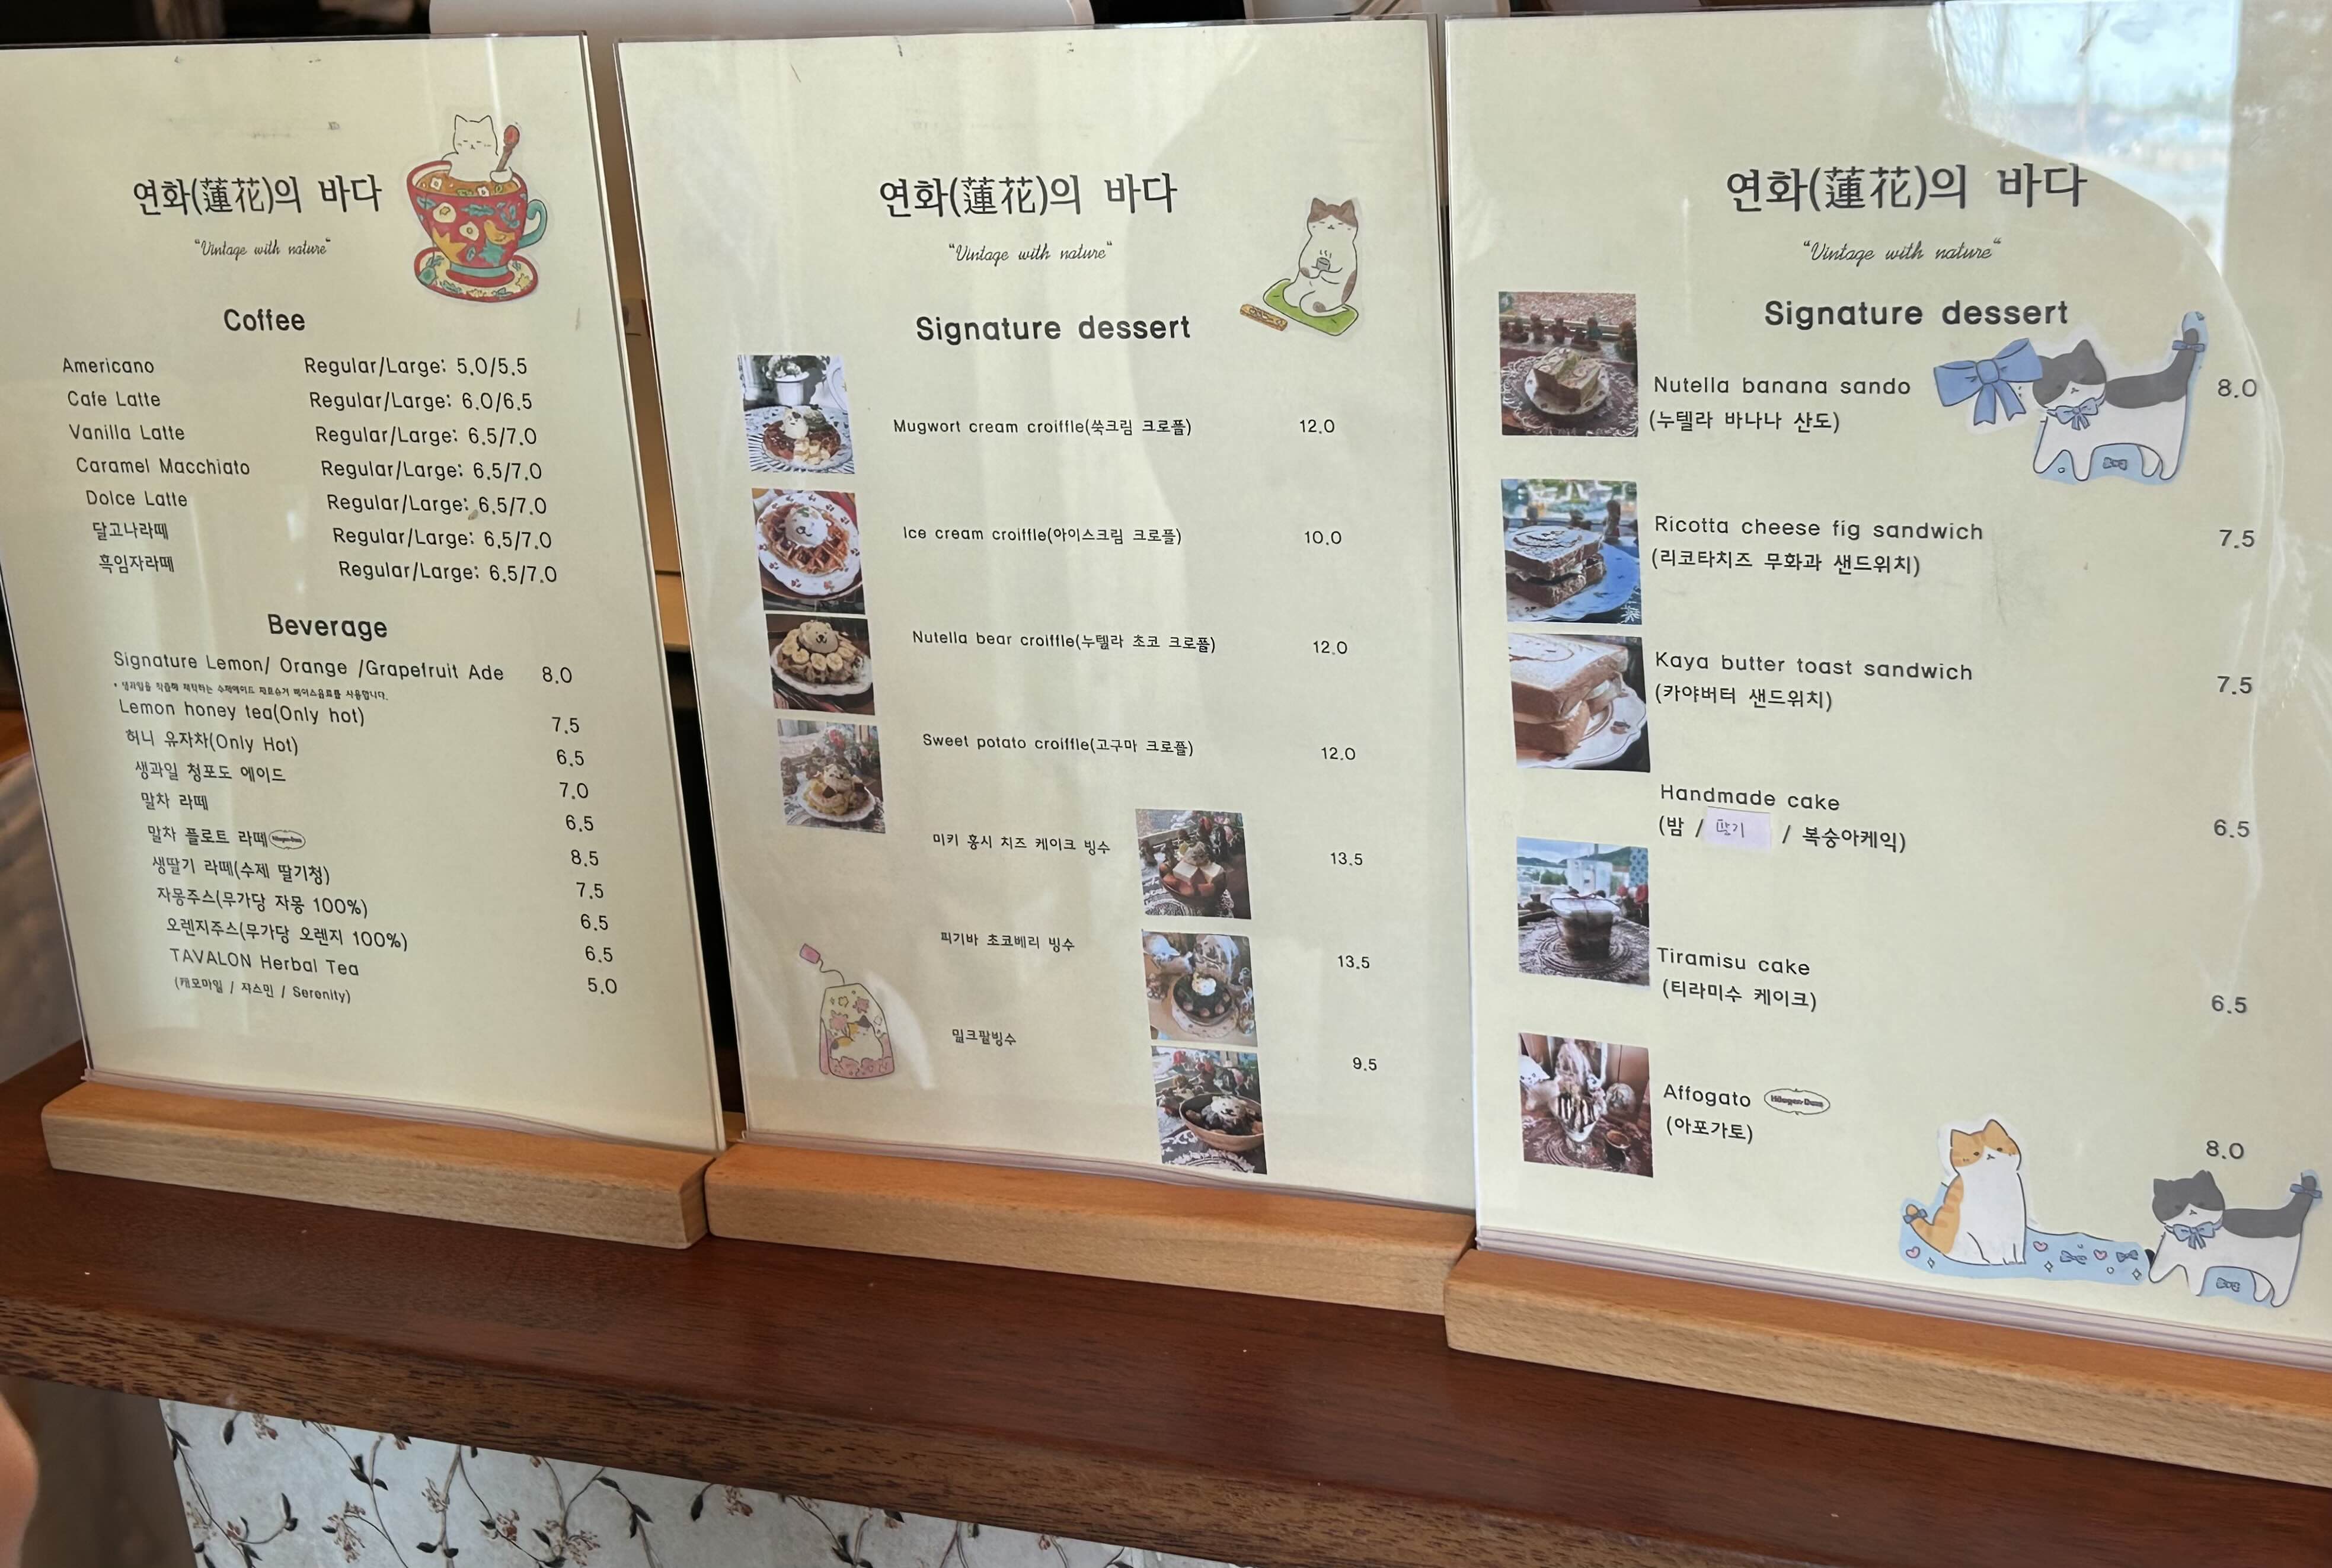 연화(蓮花)의 바다
"Vintage with nature"
Coffee
Americano Regular/Large: 5.0/5.5
Cafe Latte Regular/Large: 6.0/6.5
Vanilla Latte Regular/Large: 6.5/7.0
Caramel Macchiato Regular/Large: 6.5/7.0
Dolce Latte Regular/Large: 6.5/7.0
달고나라떼 Regular/Large: 6.5/7.0
흑임자라떼 Regular/Large: 6.5/7.0
Beverage
Signature Lemon/ Orange /Grapefruit Ade 8.0
사용합니다.
Lemon honey tea(Only hot) 7.5
허니 유자차(Only Hot) 6.5
생과일 청포도 에이드 7.0
말차 라떼 6.5
말차 플로트 라떼 Häagen-Dazs 8.5
생딸기 라떼(수제 딸기청) 7.5
자몽주스(무가당 자몽 100%) 6.5
오렌지주스(무가당 오렌지 100%) 6.5
TAVALON Herbal Tea 5.0
(캐모마일 / 쟈스민 / Serenity)
연화(蓮花)의 바다
"Vintage with nature"
Signature dessert
Mugwort cream croiffle(쑥크림 크로플) 12.0
Ice cream croiffle(아이스크림 크로플) 10.0
Nutella bear croiffle(누텔라 초코 크로플) 12.0
Sweet potato croiffle(고구마 크로플) 12.0
미키 홍시 치즈 케이크 빙수 13.5
피기바 초코베리 빙수 13.5
밀크팥빙수 9.5
연화(蓮花)의 바다
"Vintage with nature"
Signature dessert
Nutella banana sando 8.0
(누텔라 바나나 산도)
Ricotta cheese fig sandwich 7.5
(리코타치즈 무화과 샌드위치)
Kaya butter toast sandwich 7.5
(카야버터 샌드위치)
Handmade cake 6.5
(밤 / 딸기 / 복숭아케익)
Tiramisu cake 6.5
(티라미수 케이크)
Affogato Häagen-Dazs 8.0
(아포가토)